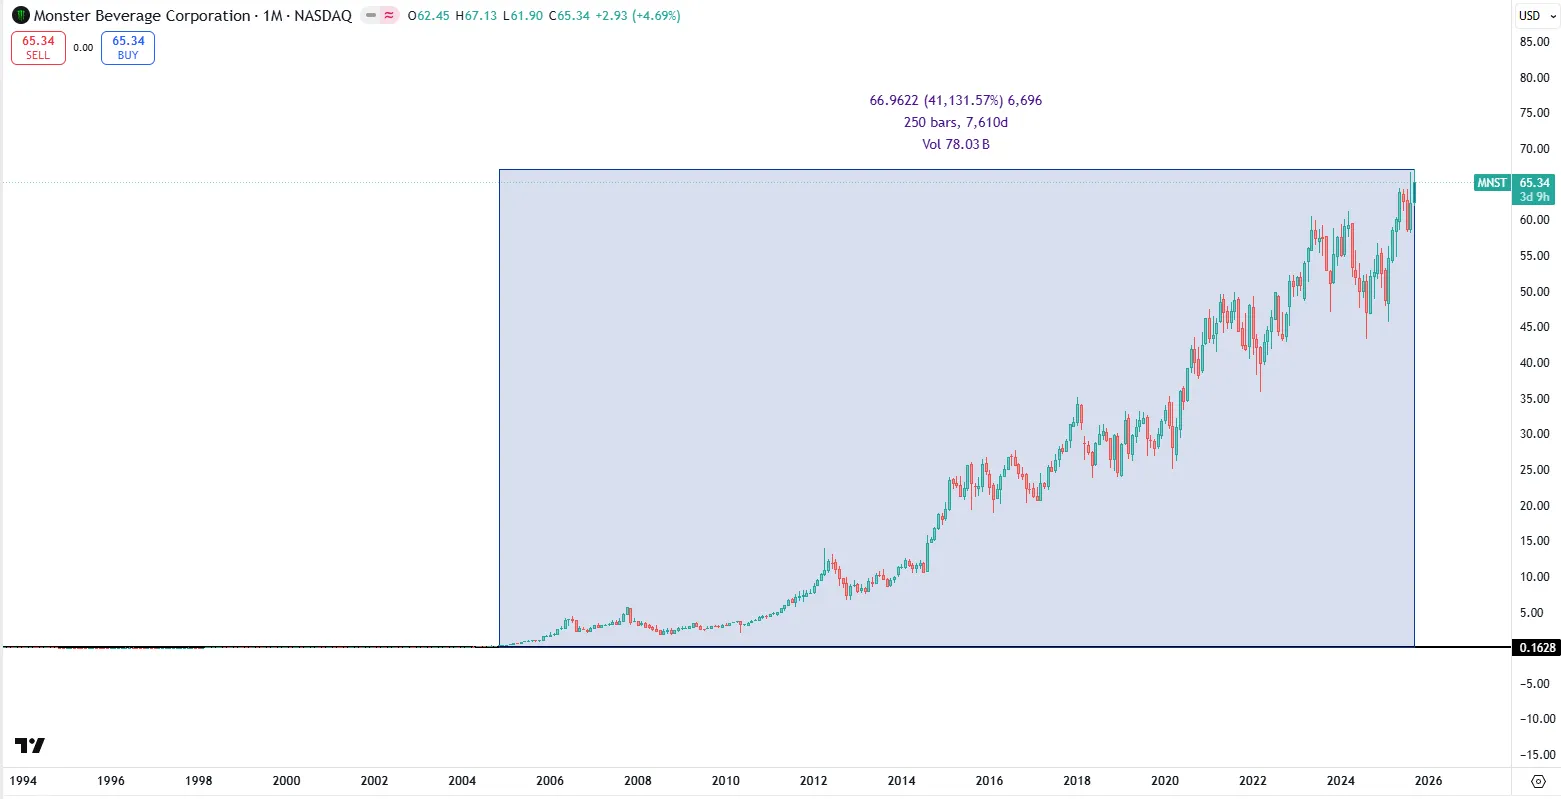 Monster Beverage Corporation · 1M · NASDAQ O62.45 H67.13 L61.90 C65.34 +2.93 (+4.69%)
USD
65.34
SELL
0.00
65.34
BUY
85.00
80.00
75.00
70.00
66.9622 (41,131.57%) 6,696
250 bars, 7,610d
Vol 78.03 B
MNST 65.34
3d 9h
60.00
55.00
50.00
45.00
40.00
35.00
30.00
25.00
20.00
15.00
10.00
5.00
0.1628
−5.00
−10.00
−15.00
1994 1996 1998 2000 2002 2004 2006 2008 2010 2012 2014 2016 2018 2020 2022 2024 2026